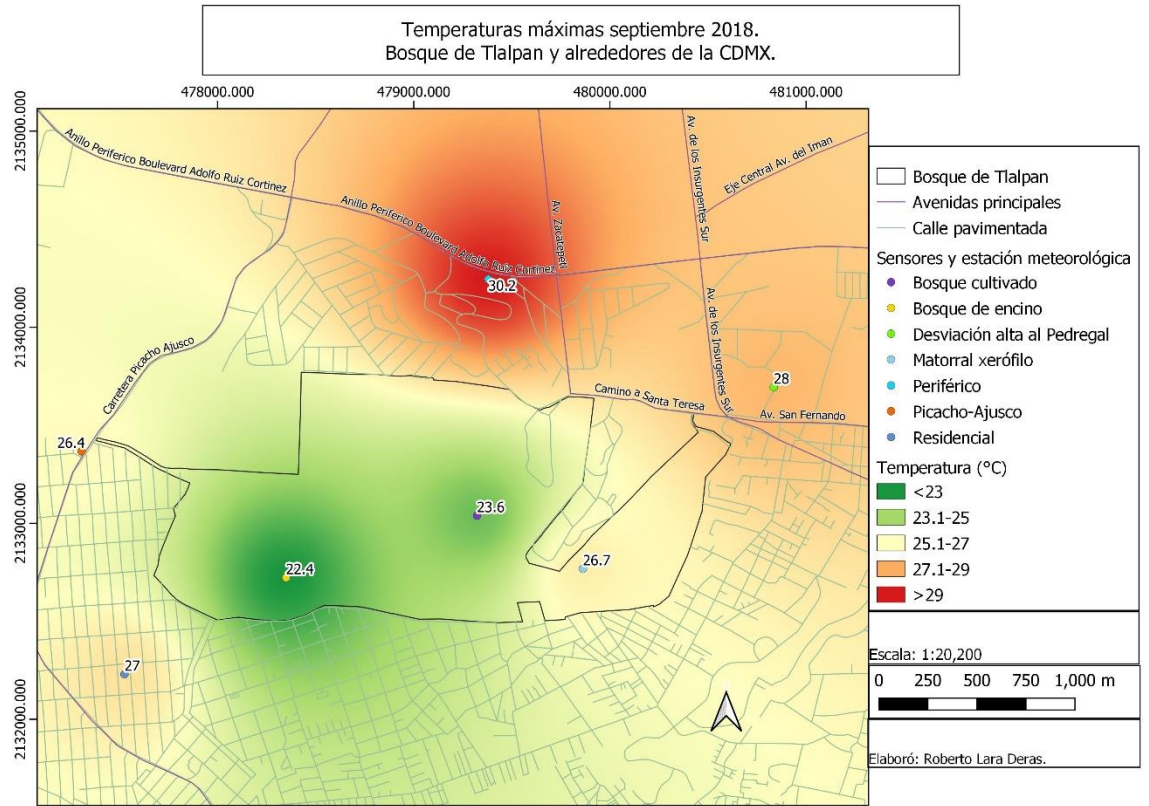 Temperaturas máximas septiembre 2018.
Bosque de Tlalpan y alrededores de la CDMX.
478000.000
479000.000
480000.000
481000.000
2135000.000
2134000.000
2133000.000
2132000.000
Anillo Periferico Boulevard Adolfo Ruiz Cortinez
Anillo Periferico Boulevard Adolfo Ruiz Cortinez
Av. Zacatepetl
Av. de los Insurgentes Sur
Eje Central Av. del Iman
30.2
Av. de los Insurgentes Sur
Carretera Picacho Ajusco
28
Camino a Santa Teresa
Av. San Fernando
26.4
23.6
22.4
26.7
27
Bosque de Tlalpan
Avenidas principales
Calle pavimentada
Sensores y estación meteorológica
Bosque cultivado
Bosque de encino
Desviación alta al Pedregal
Matorral xerófilo
Periférico
Picacho-Ajusco
Residencial
Temperatura (°C)
<23
23.1-25
25.1-27
27.1-29
>29
Escala: 1:20,200
0 250 500 750 1,000 m
Elaboró: Roberto Lara Deras.